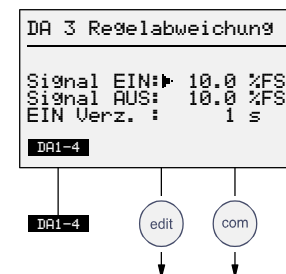 DA 3 Regelabweichung
Signal EIN: 10.0 %FS
Signal AUS: 10.0 %FS
EIN Verz. : 1 s
DA1-4
DA1-4
edit
com